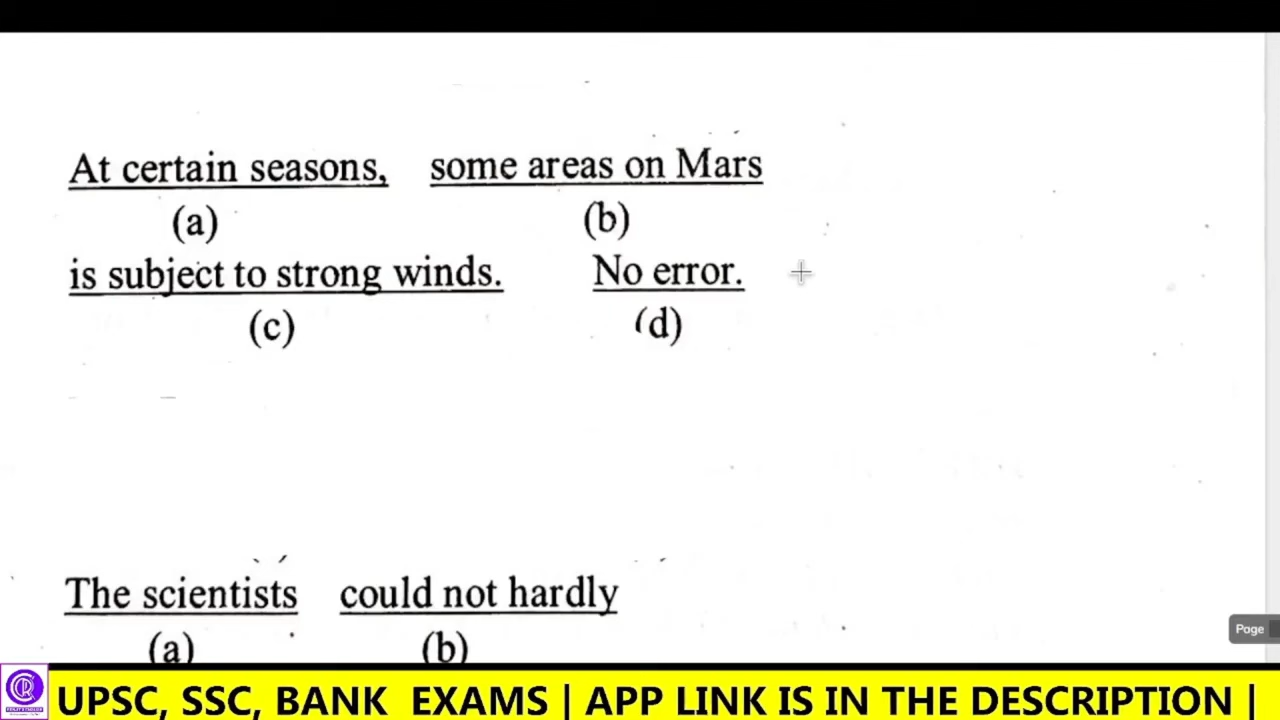 At certain seasons, some areas on Mars
(a) (b)
is subject to strong winds. No error.
(c) (d)
The scientists could not hardly
(a) (b)
Page
UPSC, SSC, BANK EXAMS | APP LINK IS IN THE DESCRIPTION |